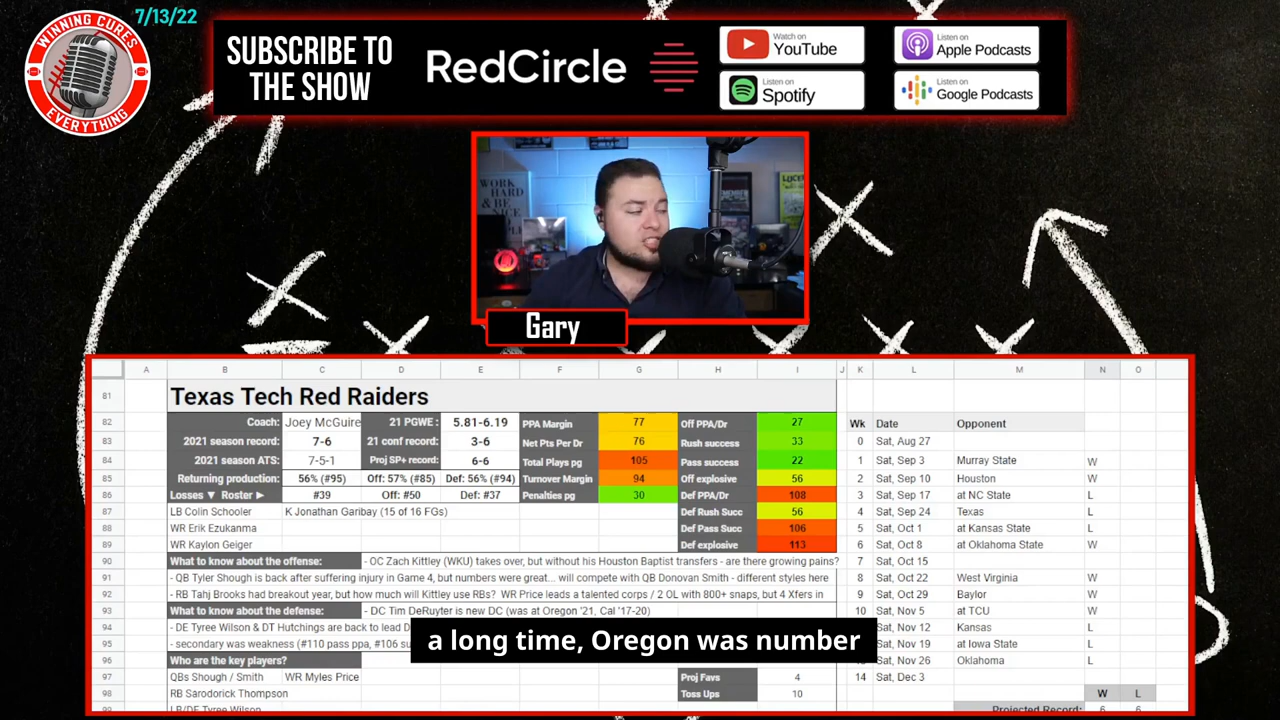 7/13/22
WINNING CURES
EVERYTHING
SUBSCRIBE TO
THE SHOW
RedCircle
Watch on
YouTube
Listen on
Spotify
Listen on
Apple Podcasts
Listen on
Google Podcasts
WORK
HARD
& BE
NICE
Gary
A B C D E F G H I J K L M N O
81 Texas Tech Red Raiders
82 Coach: Joey McGuire 21 PGWE : 5.81-6.19 PPA Margin 77 Off PPA/Dr 27 Wk Date Opponent
83 2021 season record: 7-6 21 conf record: 3-6 Net Pts Per Dr 76 Rush success 33 0 Sat, Aug 27
84 2021 season ATS: 7-5-1 Proj SP+ record: 6-6 Total Plays pg 105 Pass success 22 1 Sat, Sep 3 Murray State W
85 Returning production: 56% (#95) Off: 57% (#85) Def: 56% (#94) Turnover Margin 94 Off explosive 56 2 Sat, Sep 10 Houston W
86 Losses ▼ Roster ► #39 Off: #50 Def: #37 Penalties pg 30 Def PPA/Dr 108 3 Sat, Sep 17 at NC State L
87 LB Colin Schooler K Jonathan Garibay (15 of 16 FGs) Def Rush Succ 56 4 Sat, Sep 24 Texas L
88 WR Erik Ezukanma Def Pass Succ 106 5 Sat, Oct 1 at Kansas State L
89 WR Kaylon Geiger Def explosive 113 6 Sat, Oct 8 at Oklahoma State W
90 What to know about the offense: - OC Zach Kittley (WKU) takes over, but without his Houston Baptist transfers - are there growing pains? 7 Sat, Oct 15
91 - QB Tyler Shough is back after suffering injury in Game 4, but numbers were great... will compete with QB Donovan Smith - different styles here 8 Sat, Oct 22 West Virginia W
92 - RB Tahj Brooks had breakout year, but how much will Kittley use RBs? WR Price leads a talented corps / 2 OL with 800+ snaps, but 4 Xfers in 9 Sat, Oct 29 Baylor W
93 What to know about the defense: - DC Tim DeRuyter is new DC (was at Oregon '21, Cal '17-20) 10 Sat, Nov 5 at TCU W
94 - DE Tyree Wilson & DT Hutchings are back to lead D Sat, Nov 12 Kansas L
95 - secondary was weakness (#110 pass ppa, #106 su Sat, Nov 19 at Iowa State L
a long time, Oregon was number
96 Who are the key players? Sat, Nov 26 Oklahoma L
97 QBs Shough / Smith WR Myles Price Proj Favs 4 14 Sat, Dec 3
98 RB Sarodorick Thompson Toss Ups 10 W L
99 LB/DE Tyree Wilson Projected Record: 6 6